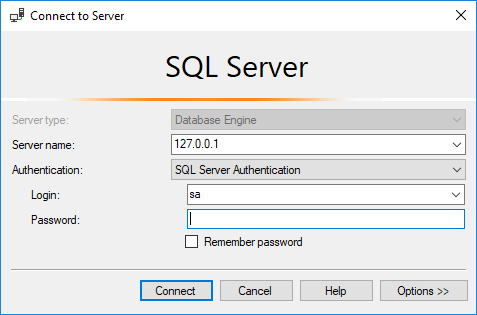 Connect to Server
SQL Server
Server type: Database Engine
Server name: 127.0.0.1
Authentication: SQL Server Authentication
Login: sa
Password:
Remember password
Connect Cancel Help Options >>